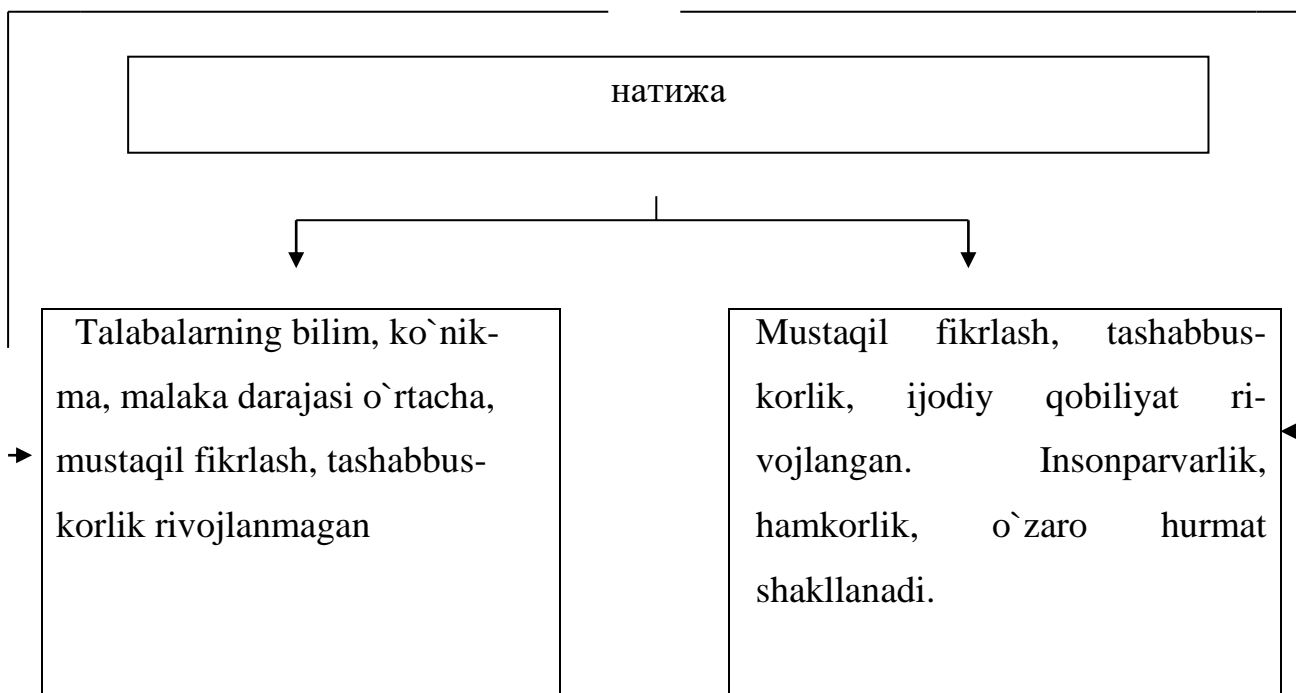 натижа
Talabalarning bilim, ko`nik-
ma, malaka darajasi o`rtacha,
mustaqil fikrlash, tashabbus-
korlik rivojlanmagan
Mustaqil fikrlash, tashabbus-
korlik, ijodiy qobiliyat ri-
vojlangan. Insonparvarlik,
hamkorlik, o`zaro hurmat
shakllanadi.